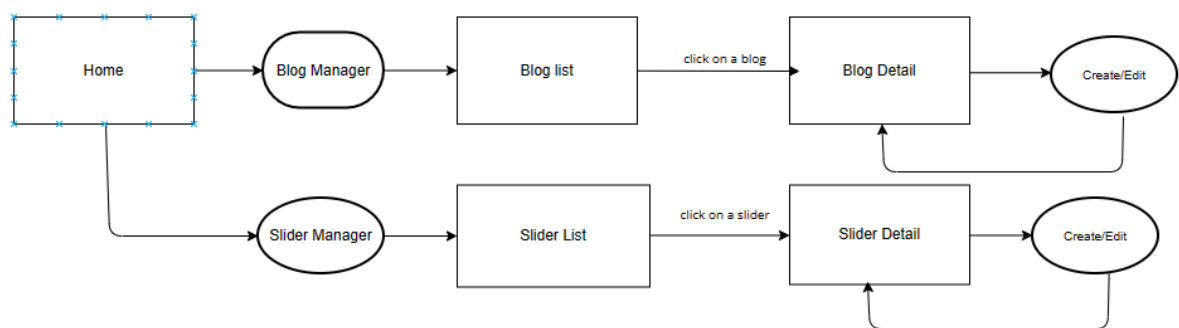 Home
Blog Manager
Blog list
click on a blog
Blog Detail
Create/Edit
Slider Manager
Slider List
click on a slider
Slider Detail
Create/Edit